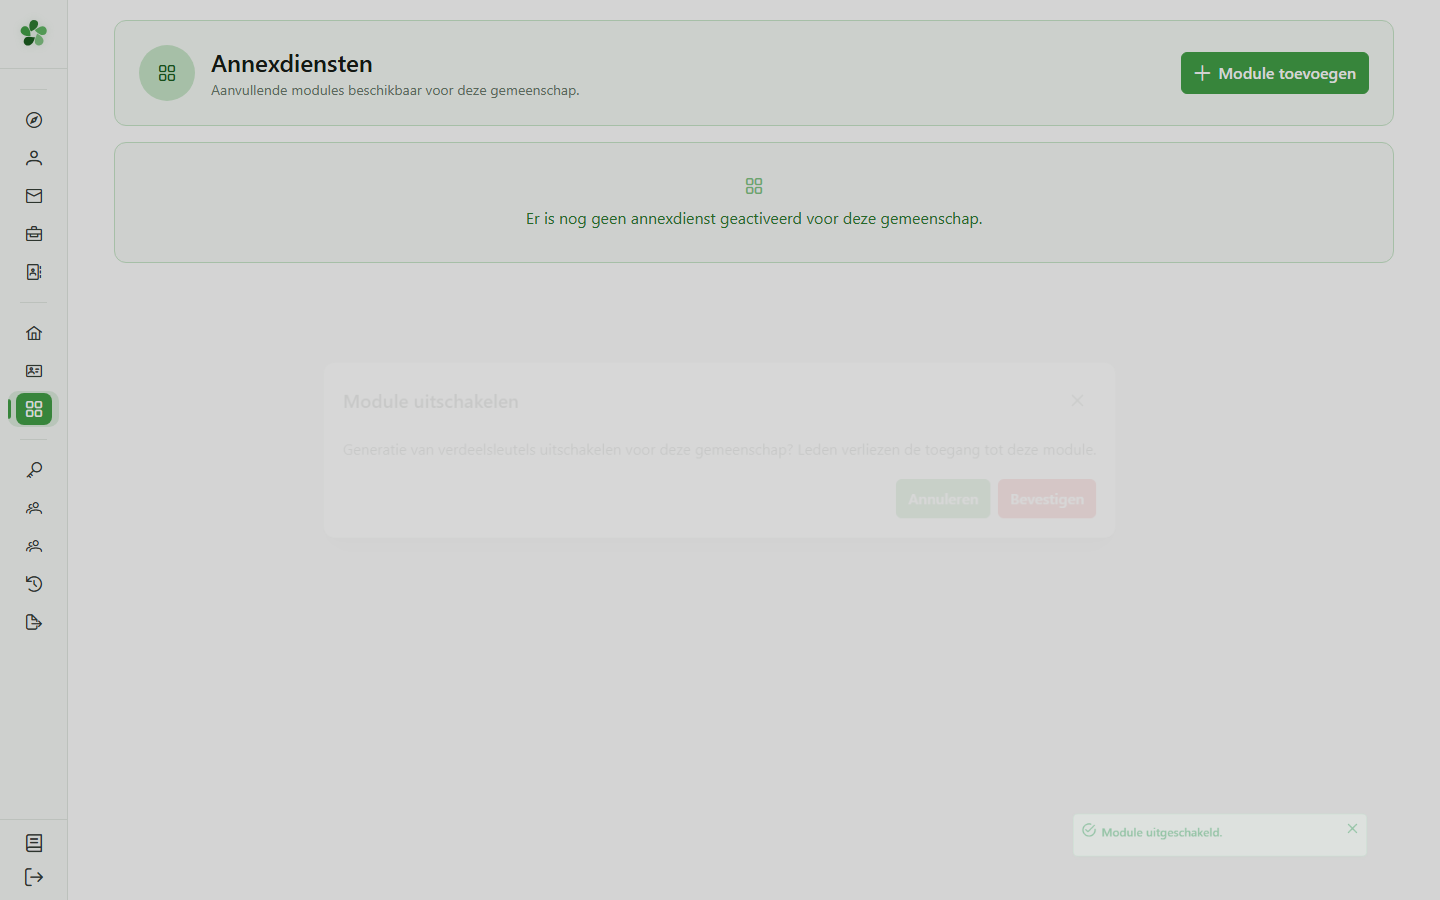 Annexdiensten
Aanvullende modules beschikbaar voor deze gemeenschap.
Module toevoegen
Er is nog geen annexdienst geactiveerd voor deze gemeenschap.
Module uitschakelen
Generatie van verdeelsleutels uitschakelen voor deze gemeenschap? Leden verliezen de toegang tot deze module.
Annuleren
Bevestigen
Module uitgeschakeld.